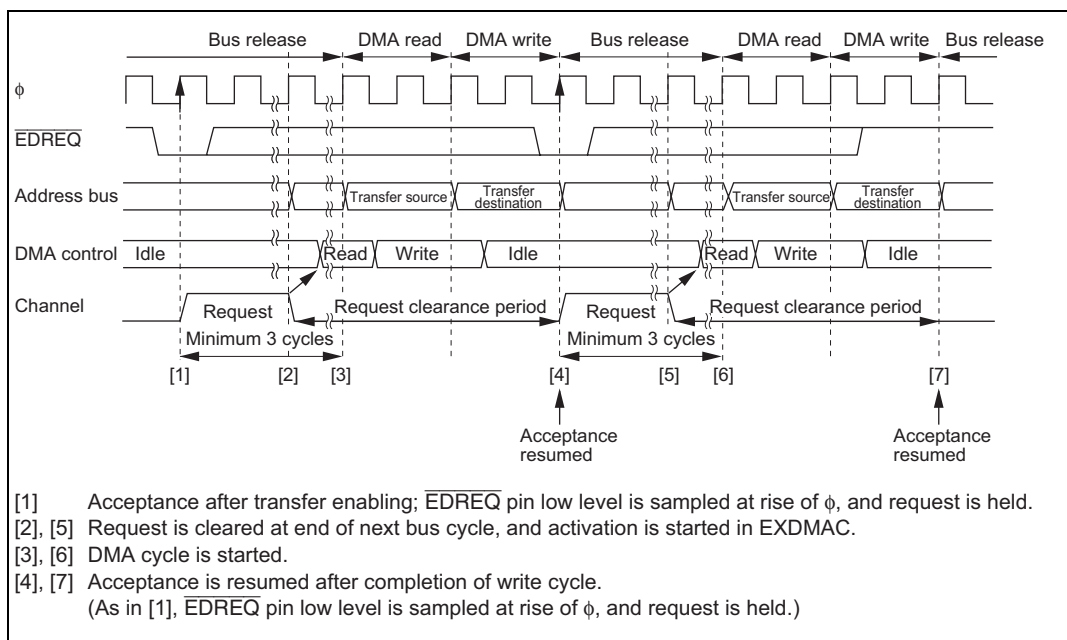 Bus release DMA read DMA write Bus release DMA read DMA write Bus release
ϕ
EDREQ
Address bus Transfer source Transfer destination Transfer source Transfer destination
DMA control Idle Read Write Idle Read Write Idle
Channel Request Request clearance period Request Request clearance period
Minimum 3 cycles Minimum 3 cycles
[1] [2] [3] [4] [5] [6] [7]
Acceptance resumed Acceptance resumed
[1] Acceptance after transfer enabling; EDREQ pin low level is sampled at rise of ϕ, and request is held.
[2], [5] Request is cleared at end of next bus cycle, and activation is started in EXDMAC.
[3], [6] DMA cycle is started.
[4], [7] Acceptance is resumed after completion of write cycle.
(As in [1], EDREQ pin low level is sampled at rise of ϕ, and request is held.)